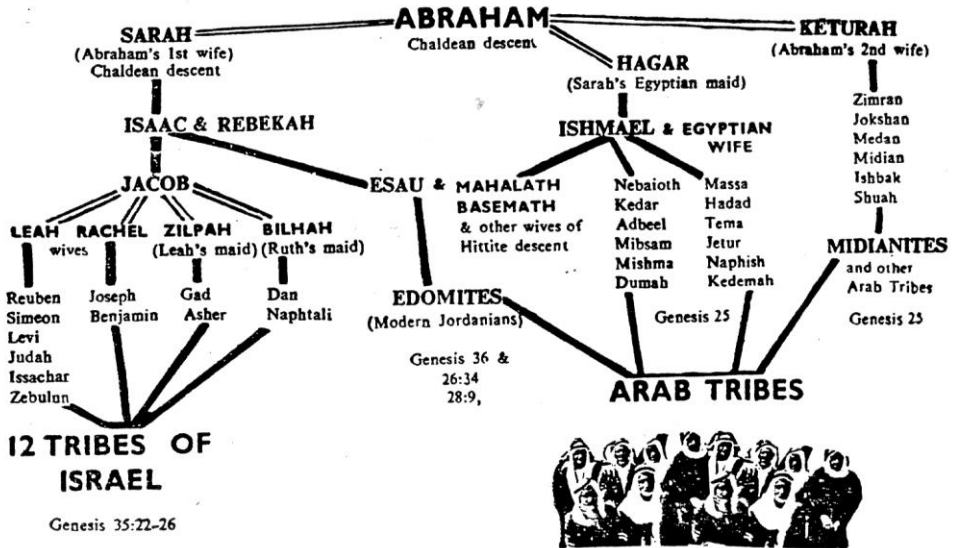 ABRAHAM
Chaldean descent
SARAH
(Abraham's 1st wife)
Chaldean descent
KETURAH
(Abraham's 2nd wife)
HAGAR
(Sarah's Egyptian maid)
Zimran
Jokshan
Medan
Midian
Ishbak
Shuah
ISAAC & REBEKAH
ISHMAEL & EGYPTIAN
WIFE
JACOB
ESAU & MAHALATH
BASEMATH
& other wives of
Hittite descent
Nebaioth
Kedar
Adbeel
Mibsam
Mishma
Dumah
Massa
Hadad
Tema
Jetur
Naphish
Kedemah
LEAH RACHEL ZILPAH BILHAH
wives (Leah's maid) (Ruth's maid)
MIDIANITES
and other
Arab Tribes
Genesis 25
Reuben
Simeon
Levi
Judah
Issachar
Zebulun
Joseph
Benjamin
Gad
Asher
Dan
Naphtali
EDOMITES
(Modern Jordanians)
Genesis 25
Genesis 36 &
26:34
28:9,
ARAB TRIBES
12 TRIBES OF
ISRAEL
Genesis 35:22-26